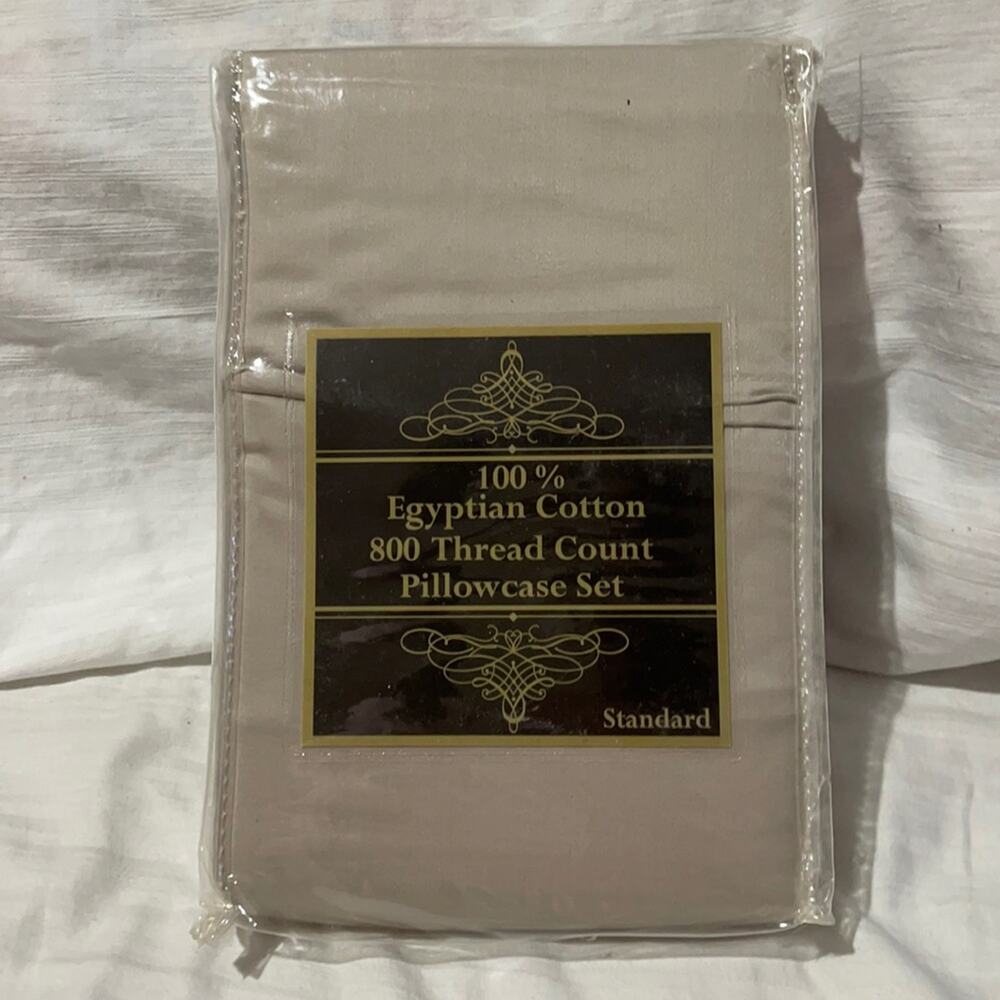 100 %
Egyptian Cotton
800 Thread Count
Pillowcase Set
Standard